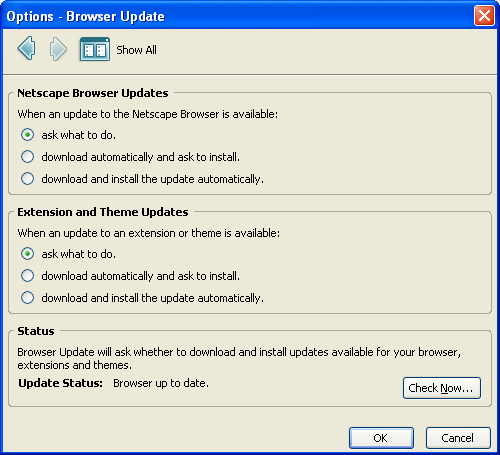 Options - Browser Update
Show All
Netscape Browser Updates
When an update to the Netscape Browser is available:
ask what to do.
download automatically and ask to install.
download and install the update automatically.
Extension and Theme Updates
When an update to an extension or theme is available:
ask what to do.
download automatically and ask to install.
download and install the update automatically.
Status
Browser Update will ask whether to download and install updates available for your browser,
extensions and themes.
Update Status: Browser up to date.
Check Now...
OK
Cancel